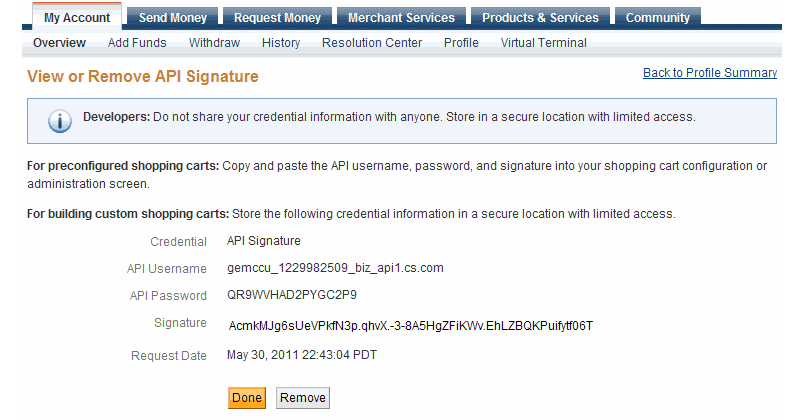 My Account Send Money Request Money Merchant Services Products & Services Community
Overview Add Funds Withdraw History Resolution Center Profile Virtual Terminal
View or Remove API Signature Back to Profile Summary
Developers: Do not share your credential information with anyone. Store in a secure location with limited access.
For preconfigured shopping carts: Copy and paste the API username, password, and signature into your shopping cart configuration or
administration screen.
For building custom shopping carts: Store the following credential information in a secure location with limited access.
Credential API Signature
API Username gemccu_1229982509_biz_api1.cs.com
API Password QR9WVHAD2PYGC2P9
Signature AcmkMJg6sUeVPkfN3p.qhvX.-3-8A5HgZFiKWv.EhLZBQKPuifytf06T
Request Date May 30, 2011 22:43:04 PDT
Done Remove